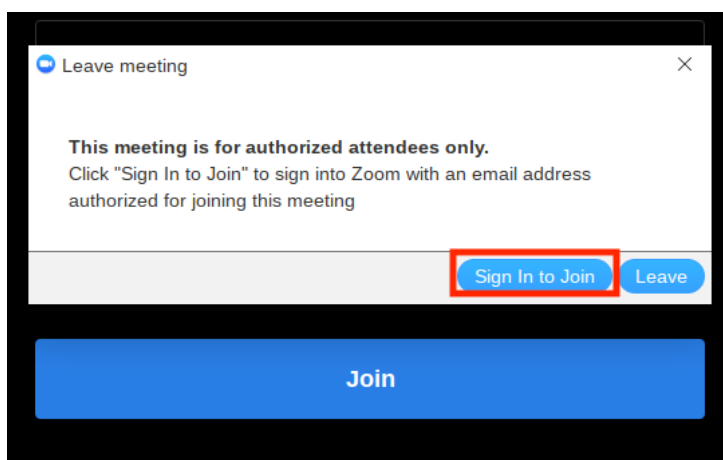 Leave meeting
This meeting is for authorized attendees only.
Click "Sign In to Join" to sign into Zoom with an email address
authorized for joining this meeting
Sign In to Join
Leave
Join